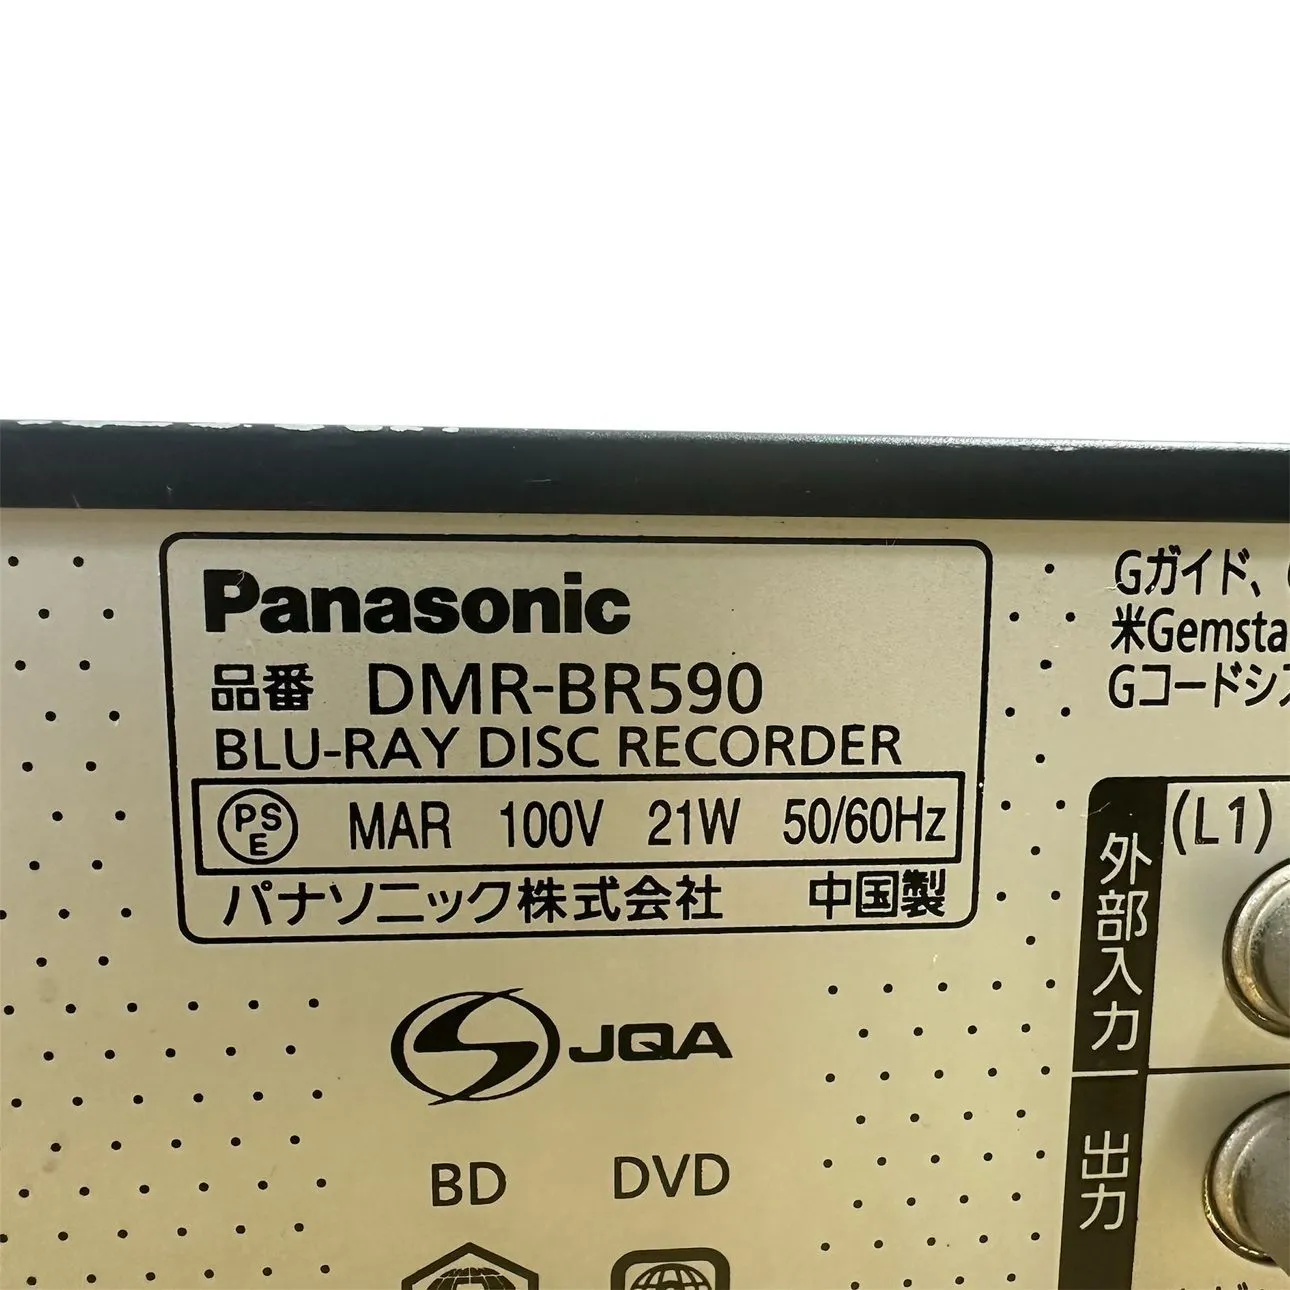 Panasonic
品番 DMR-BR590
BLU-RAY DISC RECORDER
PS E MAR 100V 21W 50/60Hz
パナソニック株式会社 中国製
JQA
BD DVD
Gガイド、
米Gemsta
Gコードシス
(L1)
外部入力
出力